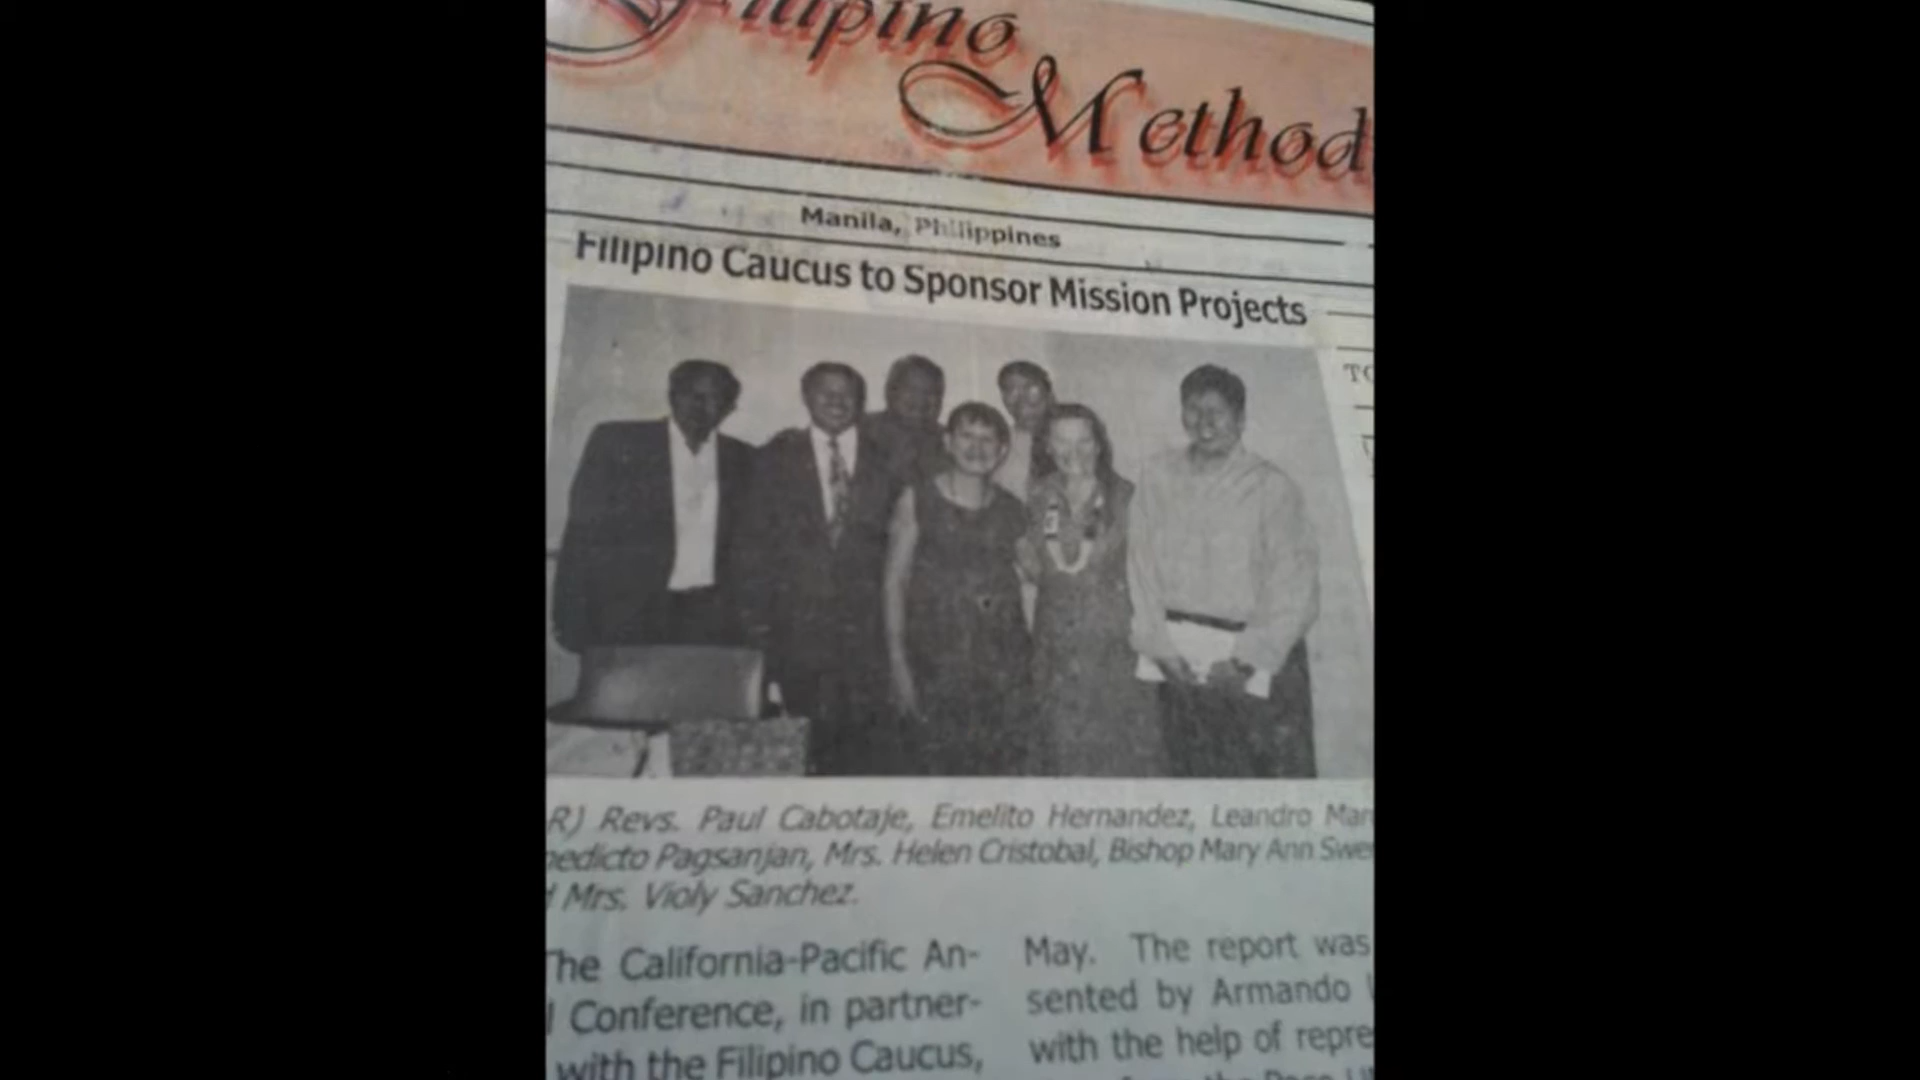 Filipino
Method
Manila, Philippines
Filipino Caucus to Sponsor Mission Projects
R) Revs. Paul Cabotaje, Emelito Hernandez, Leandro
Pagsanjan, Mrs. Helen Cristobal, Bishop Mary Ann
Mrs. Violy Sanchez.
The California-Pacific An-
Conference, in partner-
with the Filipino Caucus,
May. The report was
sented by Armando
with the help of repre